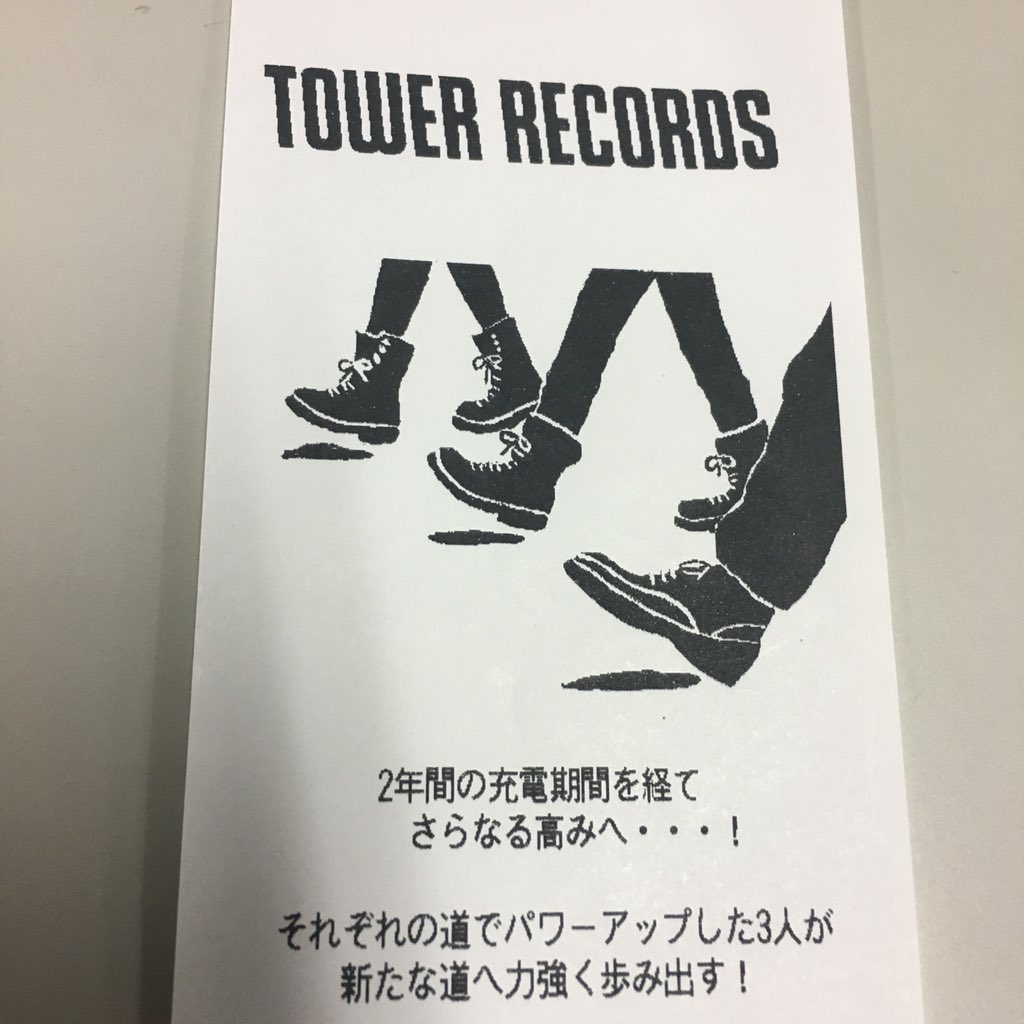 TOWER RECORDS
2年間の充電期間を経て
さらなる高みへ・・・!
それぞれの道でパワーアップした3人が
新たな道へ力強く歩み出す!